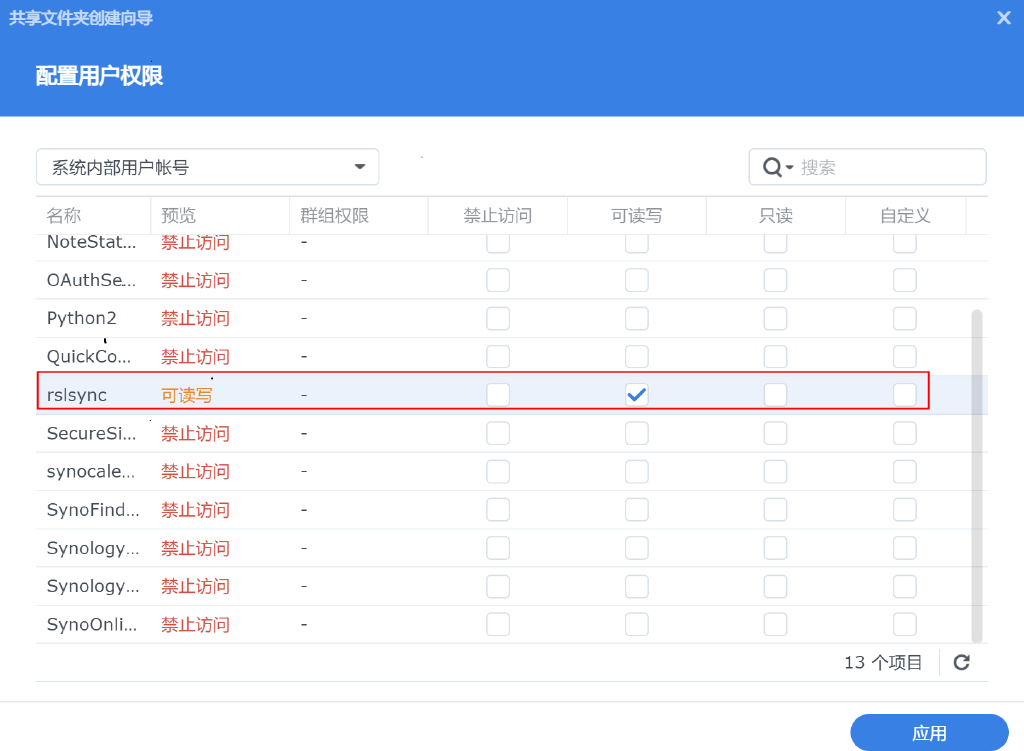 共享文件夹创建向导
配置用户权限
系统内部用户帐号 搜索
名称 预览 群组权限 禁止访问 可读写 只读 自定义
NoteStat... 禁止访问 -
OAuthSe... 禁止访问 -
Python2 禁止访问 -
QuickCo... 禁止访问 -
rslsync 可读写 -
SecureSi... 禁止访问 -
synocale... 禁止访问 -
SynoFind... 禁止访问 -
Synology... 禁止访问 -
Synology... 禁止访问 -
SynoOnli... 禁止访问 -
13 个项目
应用